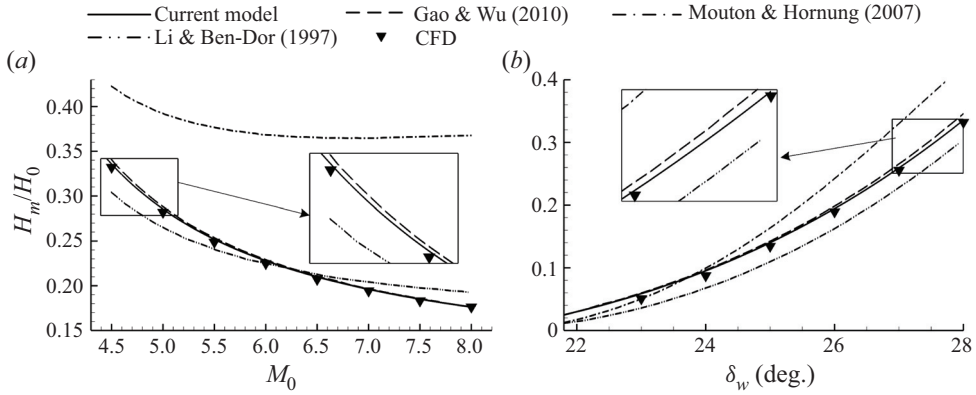 Current model Gao & Wu (2010) Mouton & Hornung (2007)
Li & Ben-Dor (1997) CFD
(a) (b)
0.40
0.35
0.30
0.25
0.20
0.15
H_m/H_0
4.5 5.0 5.5 6.0 6.5 7.0 7.5 8.0
M_0
0.4
0.3
0.2
0.1
0
22 24 26 28
δ_w (deg.)